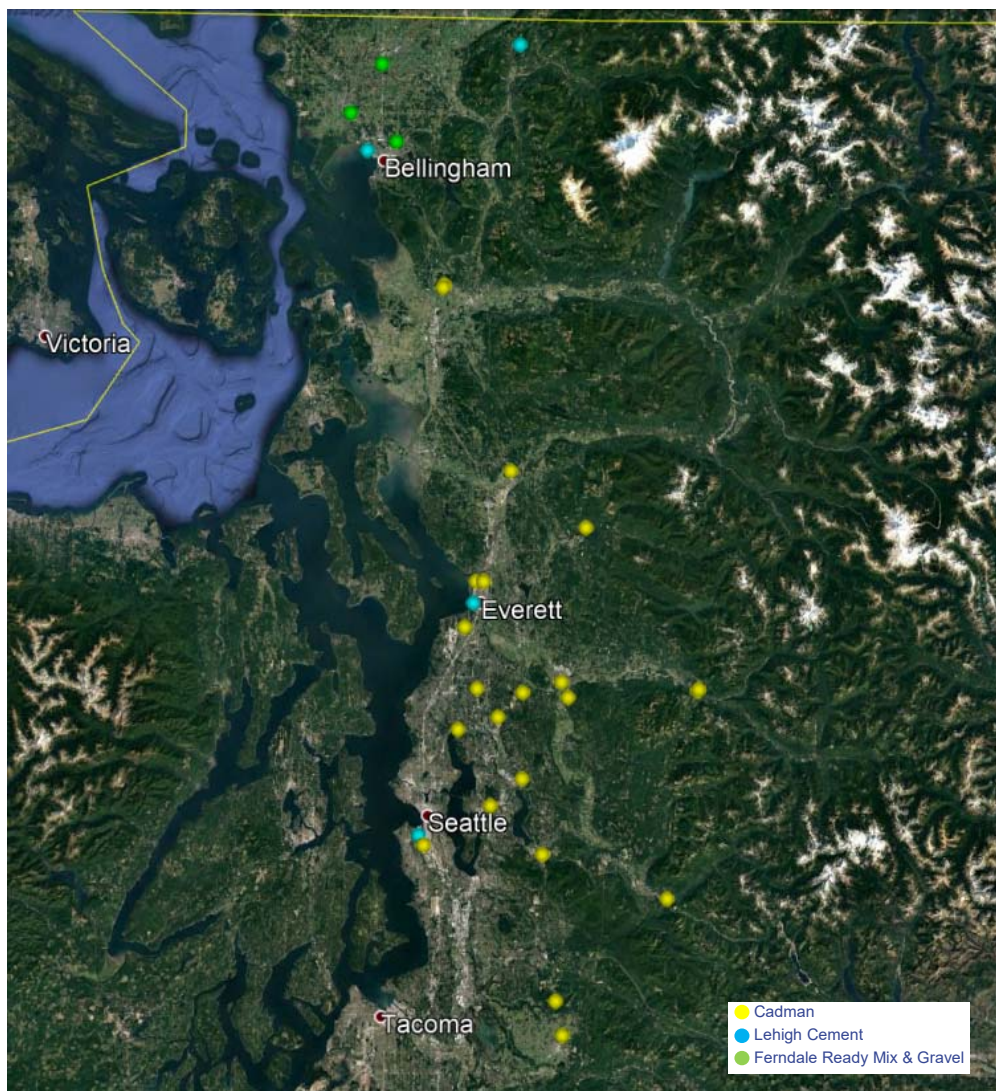 Bellingham
Victoria
Everett
Seattle
Tacoma
Cadman
Lehigh Cement
Ferndale Ready Mix & Gravel